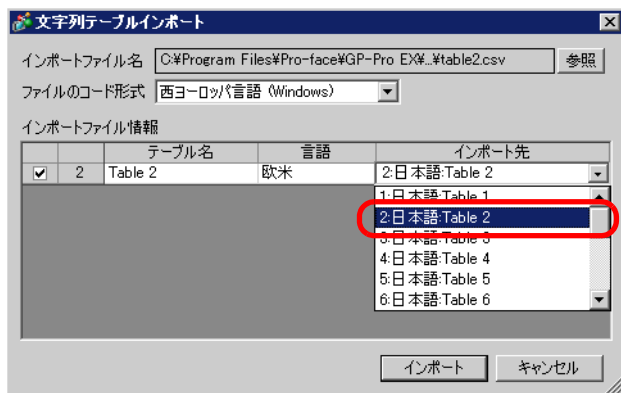 文字列テーブルインポート
インポートファイル名 C:¥Program Files¥Pro-face¥GP-Pro EX¥…¥table2.csv 参照
ファイルのコード形式 西ヨーロッパ言語 (Windows)
インポートファイル情報
テーブル名 言語 インポート先
2 Table 2 欧米 2:日本語:Table 2
1:日本語:Table 1
2:日本語:Table 2
3:日本語:Table 3
4:日本語:Table 4
5:日本語:Table 5
6:日本語:Table 6
インポート キャンセル